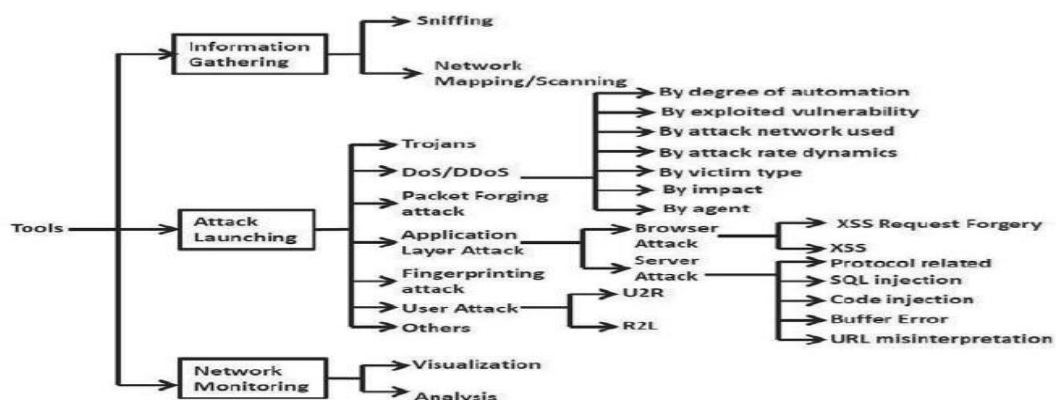 Sniffing
Information
Gathering
Network
Mapping/Scanning
By degree of automation
By exploited vulnerability
By attack network used
By attack rate dynamics
By victim type
By impact
By agent
Trojans
DoS/DDoS
Packet Forging
attack
Tools
Attack
Launching
Application
Layer Attack
Browser
Attack
XSS Request Forgery
XSS
Server
Attack
Protocol related
SQL injection
Code injection
Buffer Error
URL misinterpretation
Fingerprinting
attack
User Attack
U2R
R2L
Others
Network
Monitoring
Visualization
Analysis